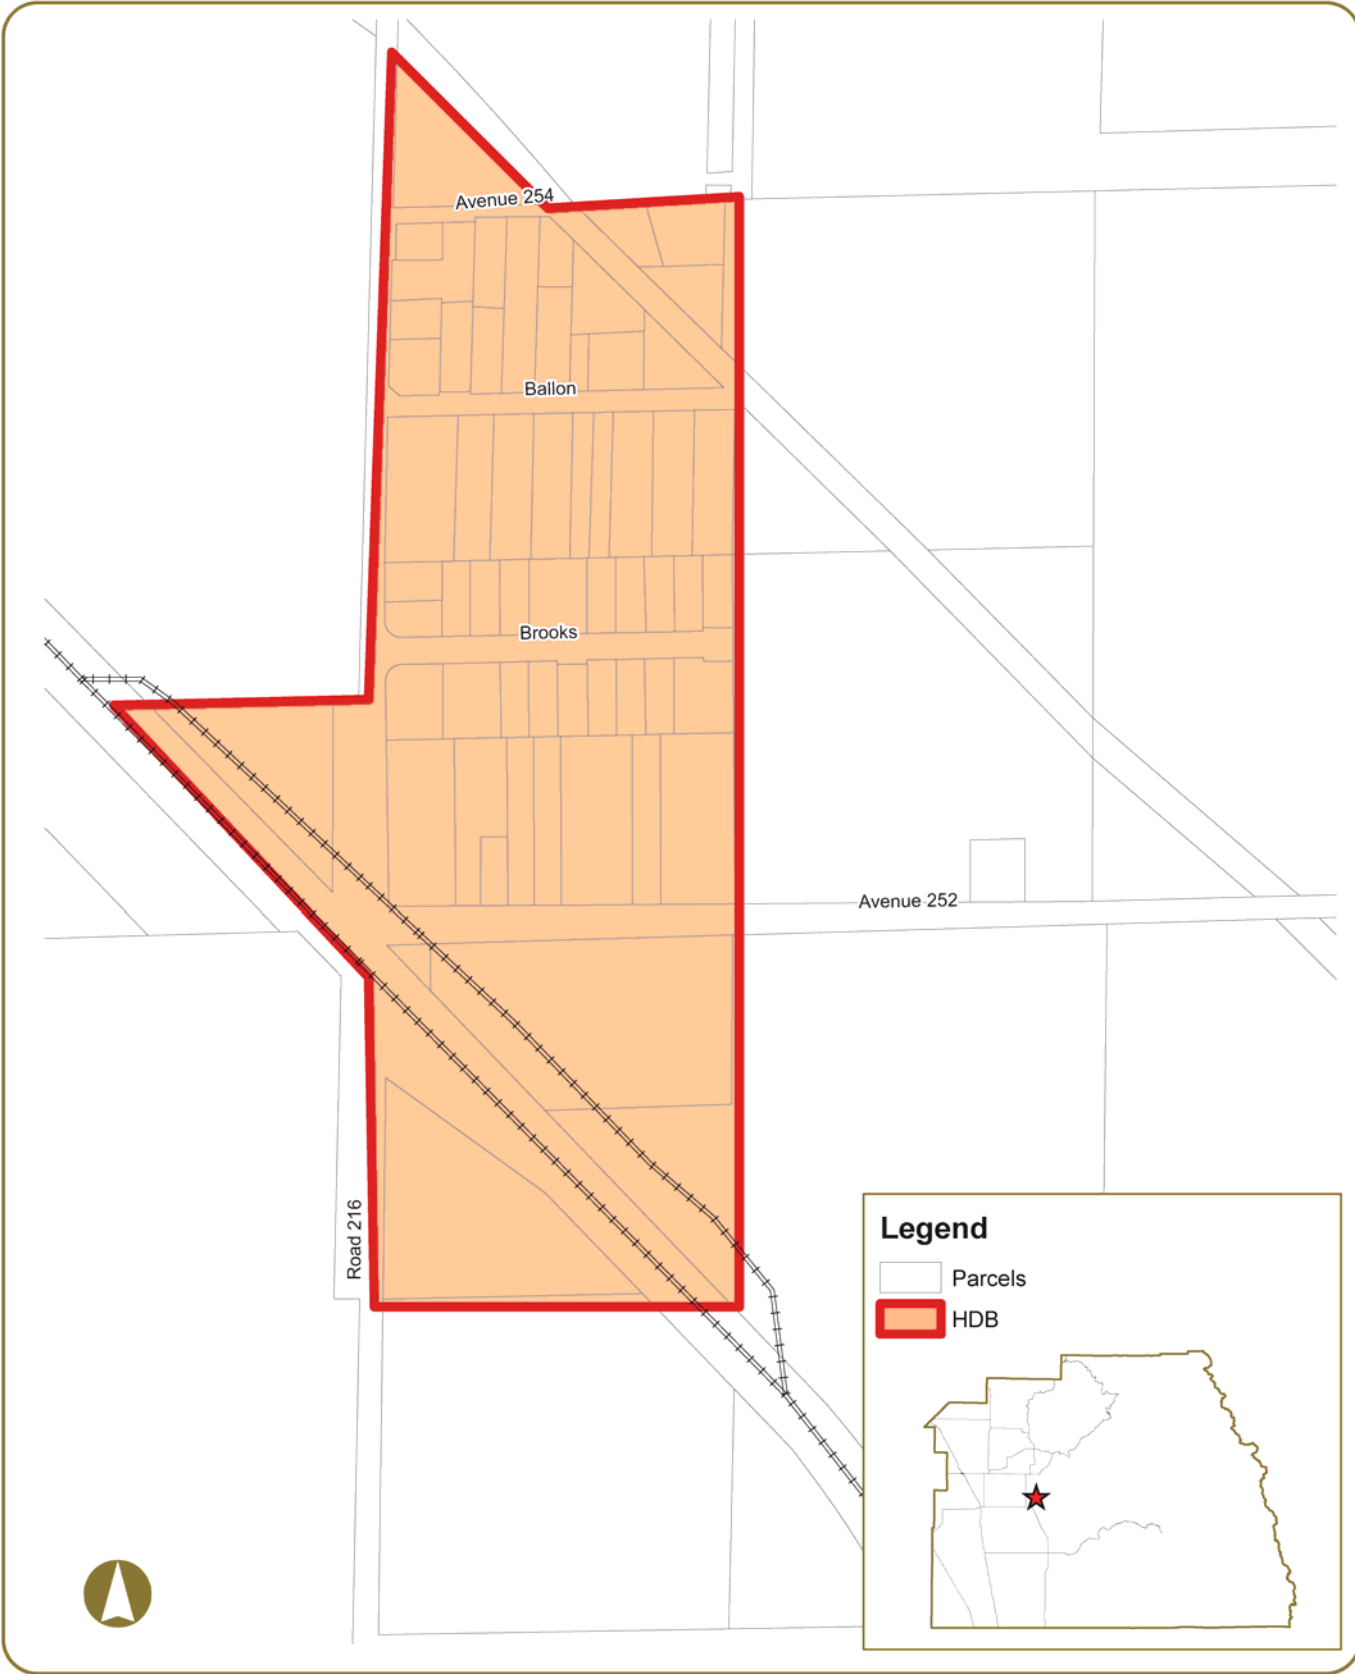 Avenue 254
Ballon
Brooks
Avenue 252
Road 216
Legend
Parcels
HDB